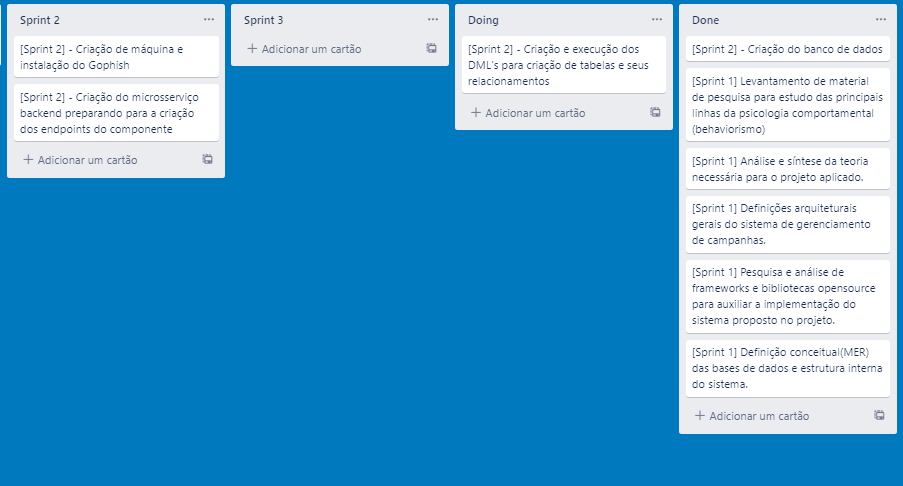 Sprint 2
[Sprint 2] - Criação de máquina e
instalação do Gophish
[Sprint 2] - Criação do microsserviço
backend preparando para a criação
dos endpoints do componente
Adicionar um cartão
Sprint 3
Adicionar um cartão
Doing
[Sprint 2] - Criação e execução dos
DML's para criação de tabelas e seus
relacionamentos
Adicionar um cartão
Done
[Sprint 2] - Criação do banco de dados
[Sprint 1] Levantamento de material
de pesquisa para estudo das principais
linhas da psicologia comportamental
(behaviorismo)
[Sprint 1] Análise e síntese da teoria
necessária para o projeto aplicado.
[Sprint 1] Definições arquiteturais
gerais do sistema de gerenciamento
de campanhas.
[Sprint 1] Pesquisa e análise de
frameworks e bibliotecas opensource
para auxiliar a implementação do
sistema proposto no projeto.
[Sprint 1] Definição conceitual(MER)
das bases de dados e estrutura interna
do sistema.
Adicionar um cartão